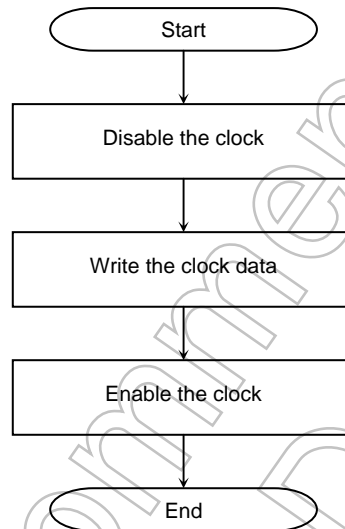 Start
Disable the clock
Write the clock data
Enable the clock
End